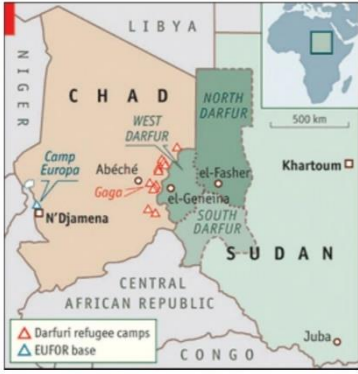 LIBYA
NIGER
CHAD
NORTH
DARFUR
500 km
WEST
DARFUR
Camp
Europa
Abéché
Gaga
el-Fasher
Khartoum
el-Geneina
N'Djamena
SOUTH
DARFUR
SUDAN
CENTRAL
AFRICAN REPUBLIC
Darfuri refugee camps
EUFOR base
Juba
CONGO